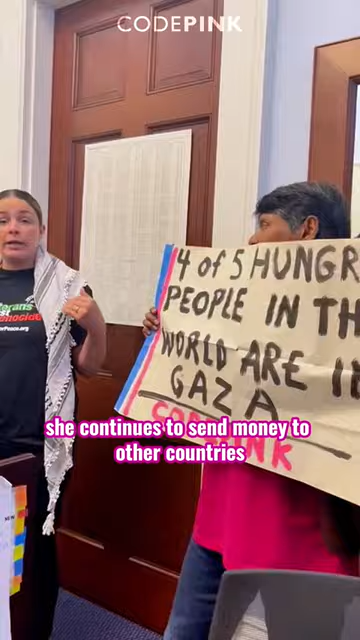 CODEPINK
4 of 5 HUNGR
PEOPLE IN TH
WORLD ARE I
GAZA
CODEPINK
she continues to send money to
other countries